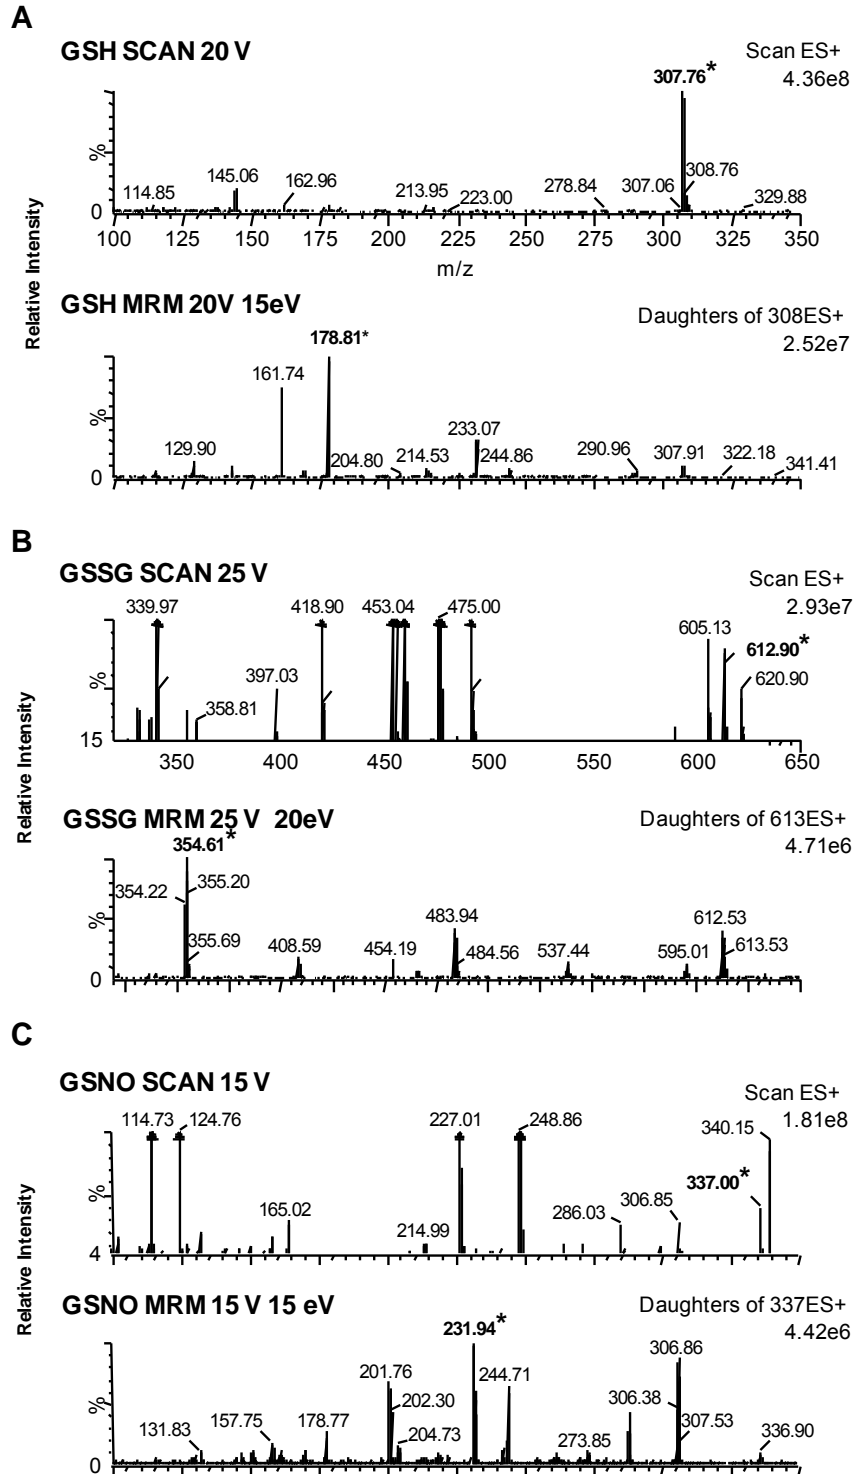 A
GSH SCAN 20 V
Scan ES+
4.36e8
307.76*
145.06
114.85
162.96
213.95
223.00
278.84
307.06
308.76
329.88
%
0
100 125 150 175 200 225 250 275 300 325 350
m/z
Relative Intensity
GSH MRM 20V 15eV
Daughters of 308ES+
2.52e7
178.81*
161.74
129.90
204.80
214.53
233.07
244.86
290.96
307.91
322.18
341.41
%
0
B
GSSG SCAN 25 V
Scan ES+
2.93e7
339.97
418.90
453.04
475.00
605.13
612.90*
620.90
397.03
358.81
%
15
350 400 450 500 550 600 650
Relative Intensity
GSSG MRM 25 V 20eV
Daughters of 613ES+
4.71e6
354.61*
354.22
355.20
355.69
408.59
454.19
483.94
484.56
537.44
595.01
612.53
613.53
%
0
C
GSNO SCAN 15 V
Scan ES+
1.81e8
114.73
124.76
227.01
248.86
340.15
337.00*
165.02
214.99
286.03
306.85
%
4
Relative Intensity
GSNO MRM 15 V 15 eV
Daughters of 337ES+
4.42e6
231.94*
201.76
202.30
204.73
244.71
306.86
306.38
307.53
131.83
157.75
178.77
273.85
336.90
%
0